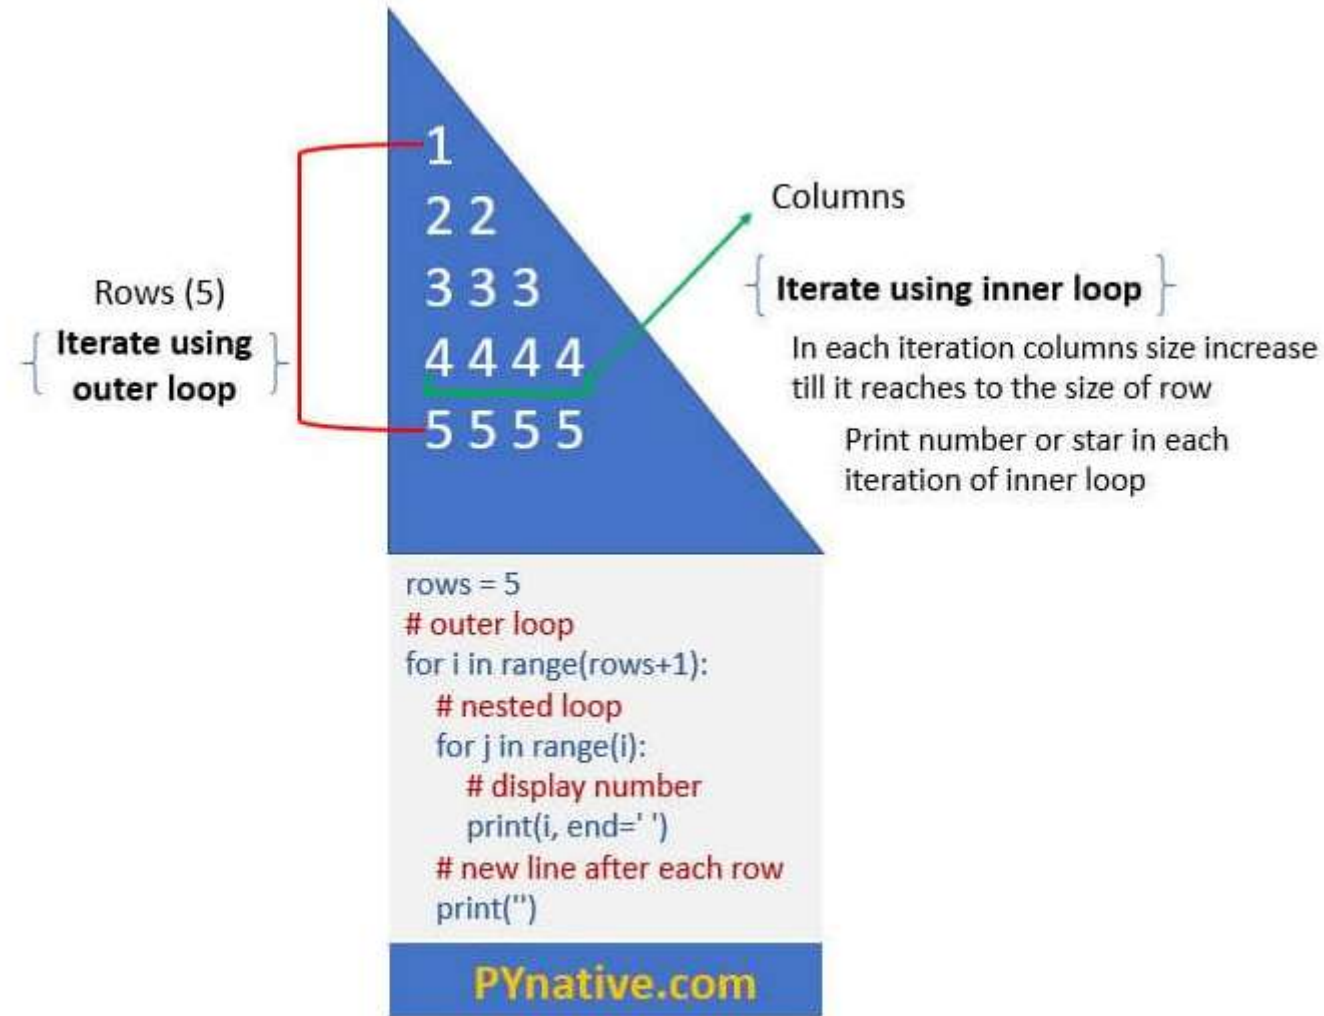 1
2 2
3 3 3
4 4 4 4
5 5 5 5
Rows (5)
Iterate using
outer loop
Columns
Iterate using inner loop
In each iteration columns size increase
till it reaches to the size of row
Print number or star in each
iteration of inner loop
rows = 5
# outer loop
for i in range(rows+1):
# nested loop
for j in range(i):
# display number
print(i, end=' ')
# new line after each row
print('')
PYnative.com